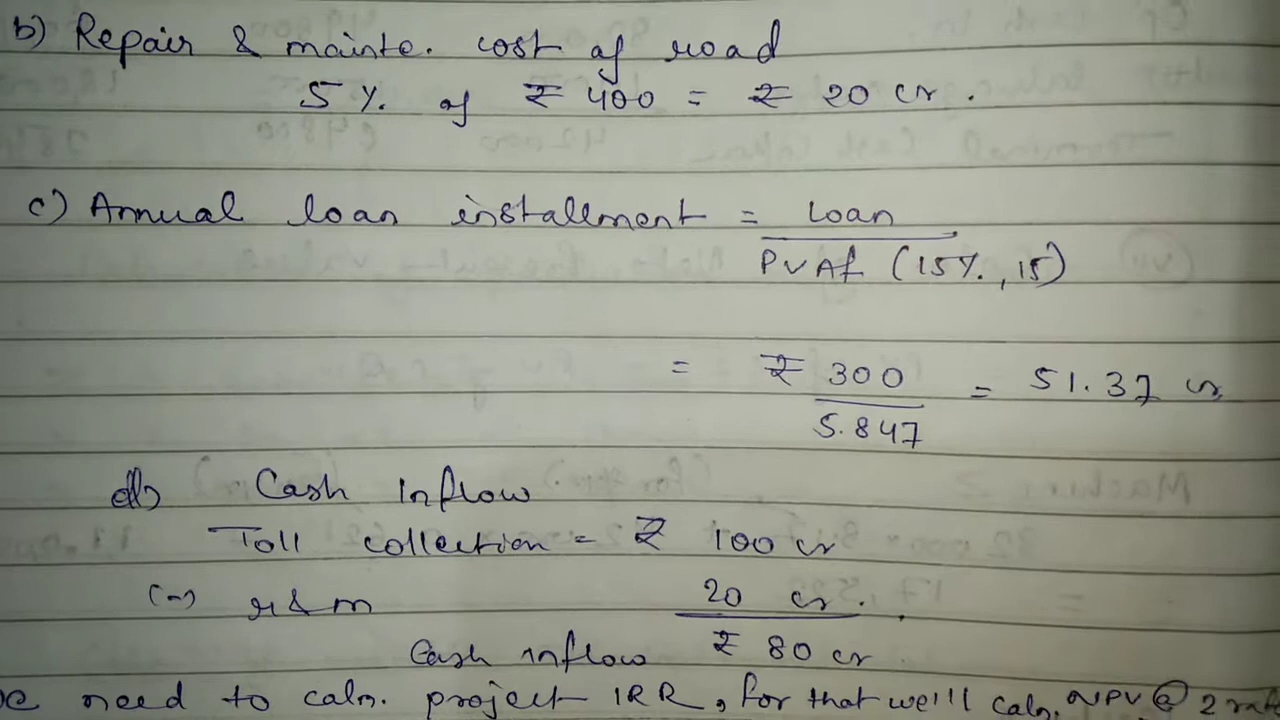 b) Repair & mainte. cost of road
5 %. of ₹ 400 = ₹ 20 cr.
c) Annual loan installment = Loan
PVAf (15%., 15)
= ₹ 300 = 51.37 cr
5.847
d) Cash Inflow
Toll collection = ₹ 100 cr
(-) r & m 20 cr.
Cash inflow ₹ 80 cr
need to caln. project IRR, for that we'll caln. NPV @ 2